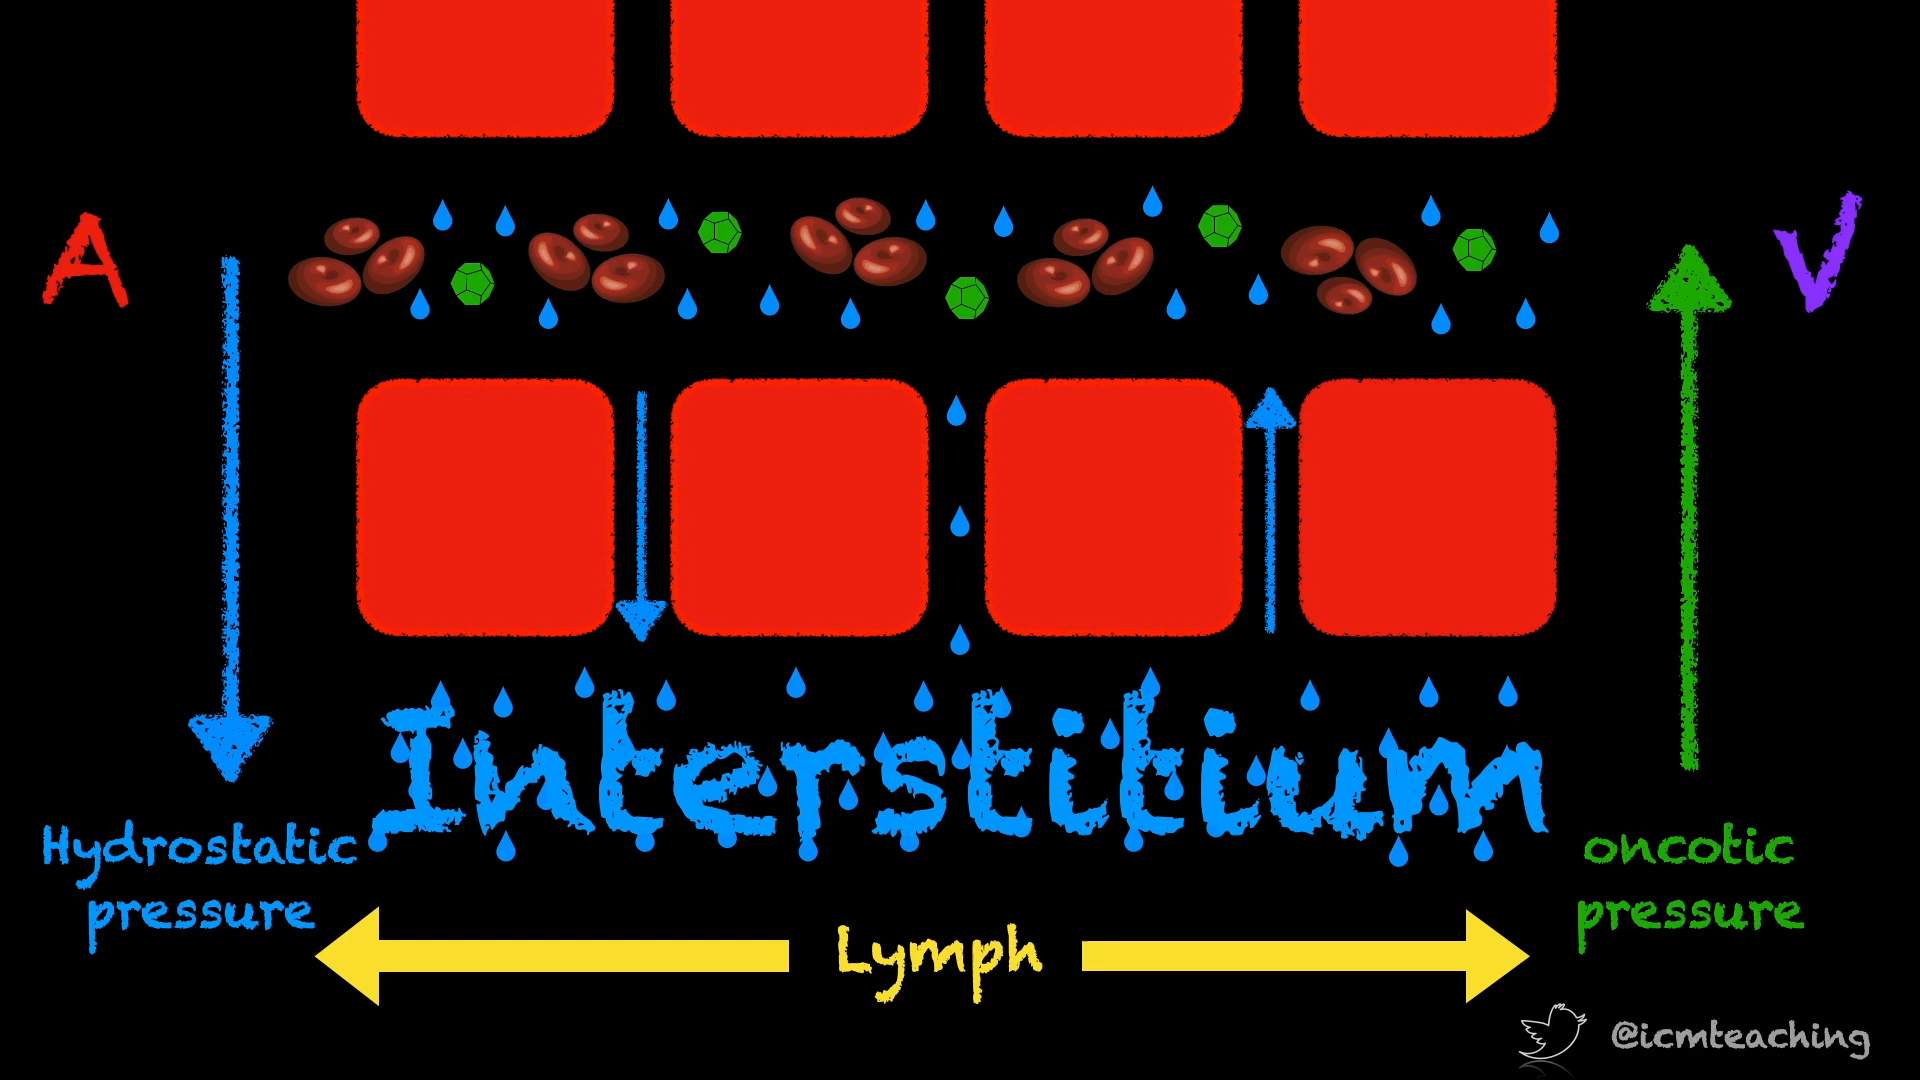 A
V
Interstitium
Hydrostatic
pressure
oncotic
pressure
Lymph
@icmteaching